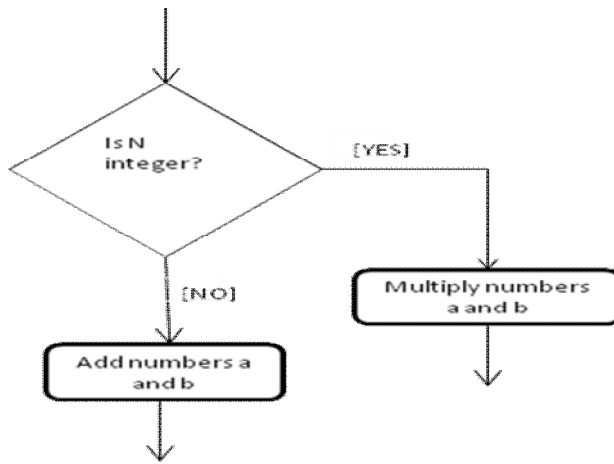 Is N
integer?
[YES]
[NO]
Multiply numbers
a and b
Add numbers a
and b